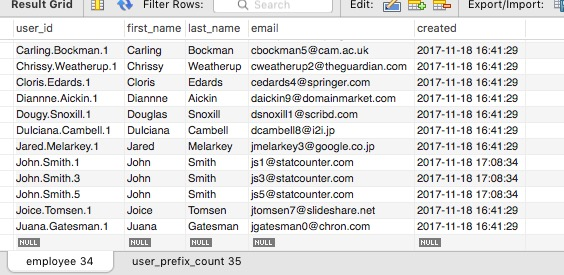 Result Grid Filter Rows: Search Edit: Export/Import:
user_id first_name last_name email created
Carling.Bockman.1 Carling Bockman cbockman5@cam.ac.uk 2017-11-18 16:41:29
Chrissy.Weatherup.1 Chrissy Weatherup cweatherup2@theguardian.com 2017-11-18 16:41:29
Cloris.Edards.1 Cloris Edards cedards4@springer.com 2017-11-18 16:41:29
Diannne.Aickin.1 Diannne Aickin daickin9@domainmarket.com 2017-11-18 16:41:29
Dougy.Snoxill.1 Douglas Snoxill dsnoxill1@scribd.com 2017-11-18 16:41:29
Dulciana.Cambell.1 Dulciana Cambell dcambell8@i2i.jp 2017-11-18 16:41:29
Jared.Melarkey.1 Jared Melarkey jmelarkey3@google.co.jp 2017-11-18 16:41:29
John.Smith.1 John Smith js1@statcounter.com 2017-11-18 17:08:34
John.Smith.3 John Smith js3@statcounter.com 2017-11-18 17:08:34
John.Smith.5 John Smith js5@statcounter.com 2017-11-18 17:08:34
Joice.Tomsen.1 Joice Tomsen jtomsen7@slideshare.net 2017-11-18 16:41:29
Juana.Gatesman.1 Juana Gatesman jgatesman0@chron.com 2017-11-18 16:41:29
NULL NULL NULL NULL NULL
employee 34 user_prefix_count 35